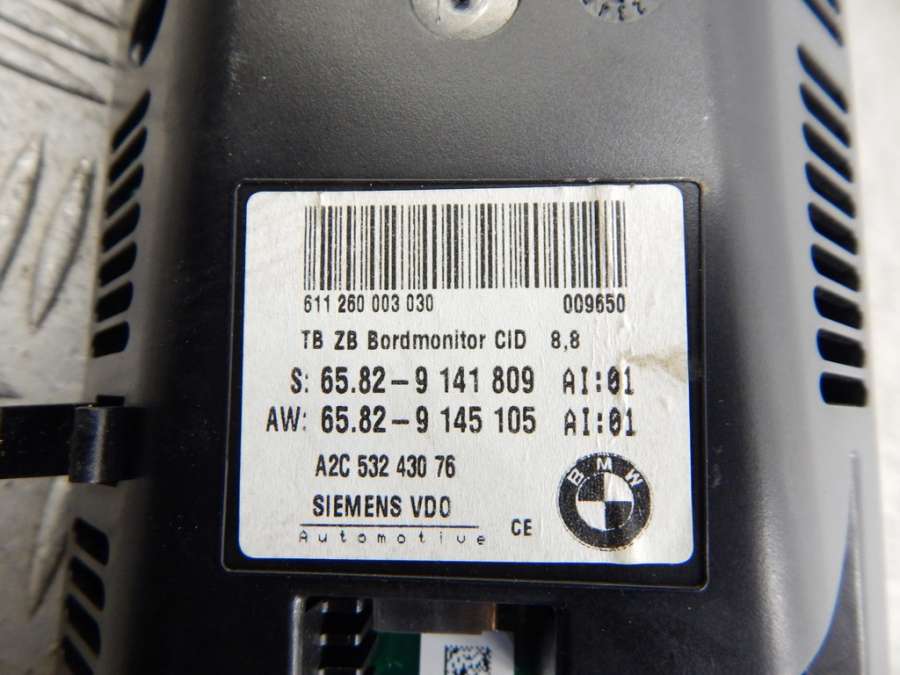 611 260 003 030 009650
TB ZB Bordmonitor CID 8,8
S: 65.82-9 141 809 AI:01
AW: 65.82-9 145 105 AI:01
A2C 532 430 76
SIEMENS VDO
Automotive CE
BMW